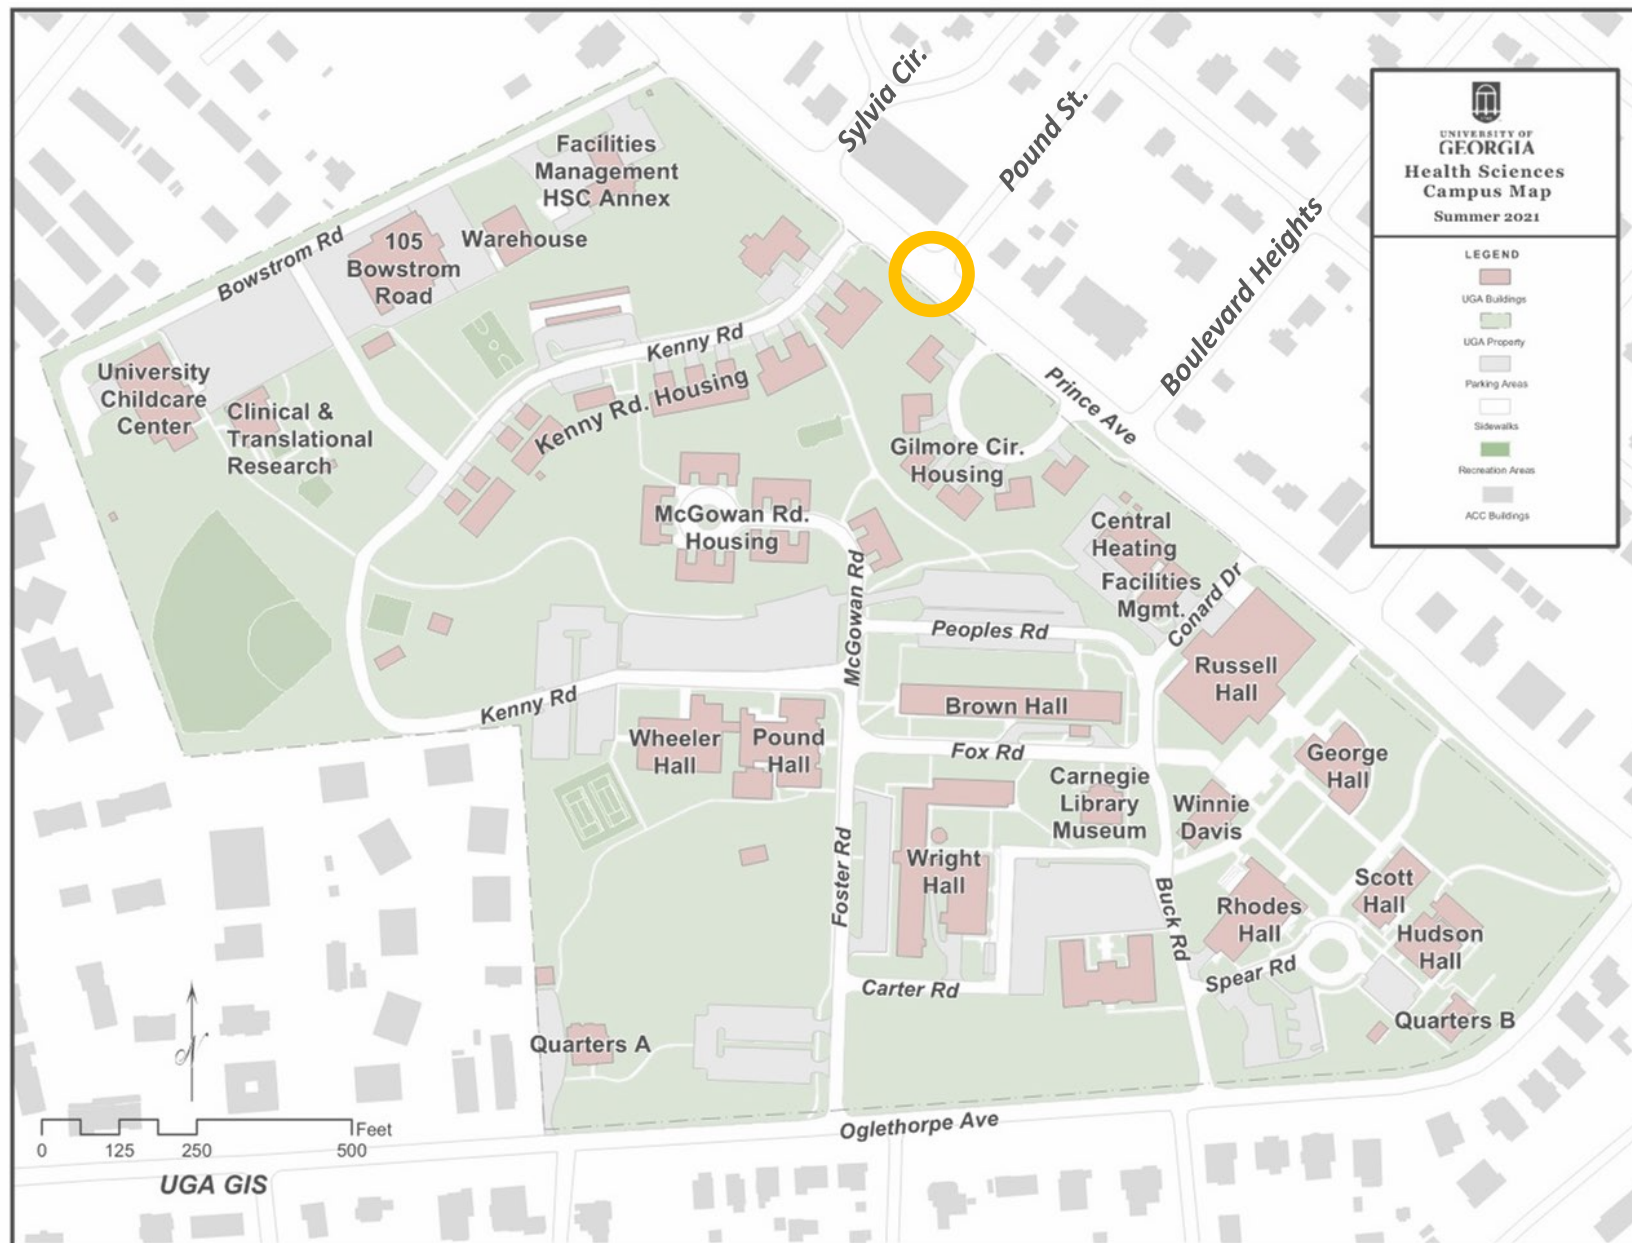 Sylvia Cir.
Pound St.
Boulevard Heights
UNIVERSITY OF
GEORGIA
Health Sciences
Campus Map
Summer 2021
LEGEND
UGA Buildings
UGA Property
Parking Areas
Sidewalks
Recreation Areas
ACC Buildings
Facilities
Management
HSC Annex
Warehouse
105
Bowstrom
Road
Bowstrom Rd
University
Childcare
Center
Clinical &
Translational
Research
Kenny Rd
Kenny Rd. Housing
Prince Ave
Gilmore Cir.
Housing
McGowan Rd.
Housing
Central
Heating
Facilities
Mgmt.
Conard Dr
McGowan Rd
Peoples Rd
Russell
Hall
Kenny Rd
Brown Hall
Wheeler
Hall
Pound
Hall
Fox Rd
George
Hall
Carnegie
Library
Museum
Winnie
Davis
Foster Rd
Wright
Hall
Buck Rd
Scott
Hall
Rhodes
Hall
Hudson
Hall
Spear Rd
Carter Rd
Quarters B
Quarters A
N
Oglethorpe Ave
Feet
0 125 250 500
UGA GIS